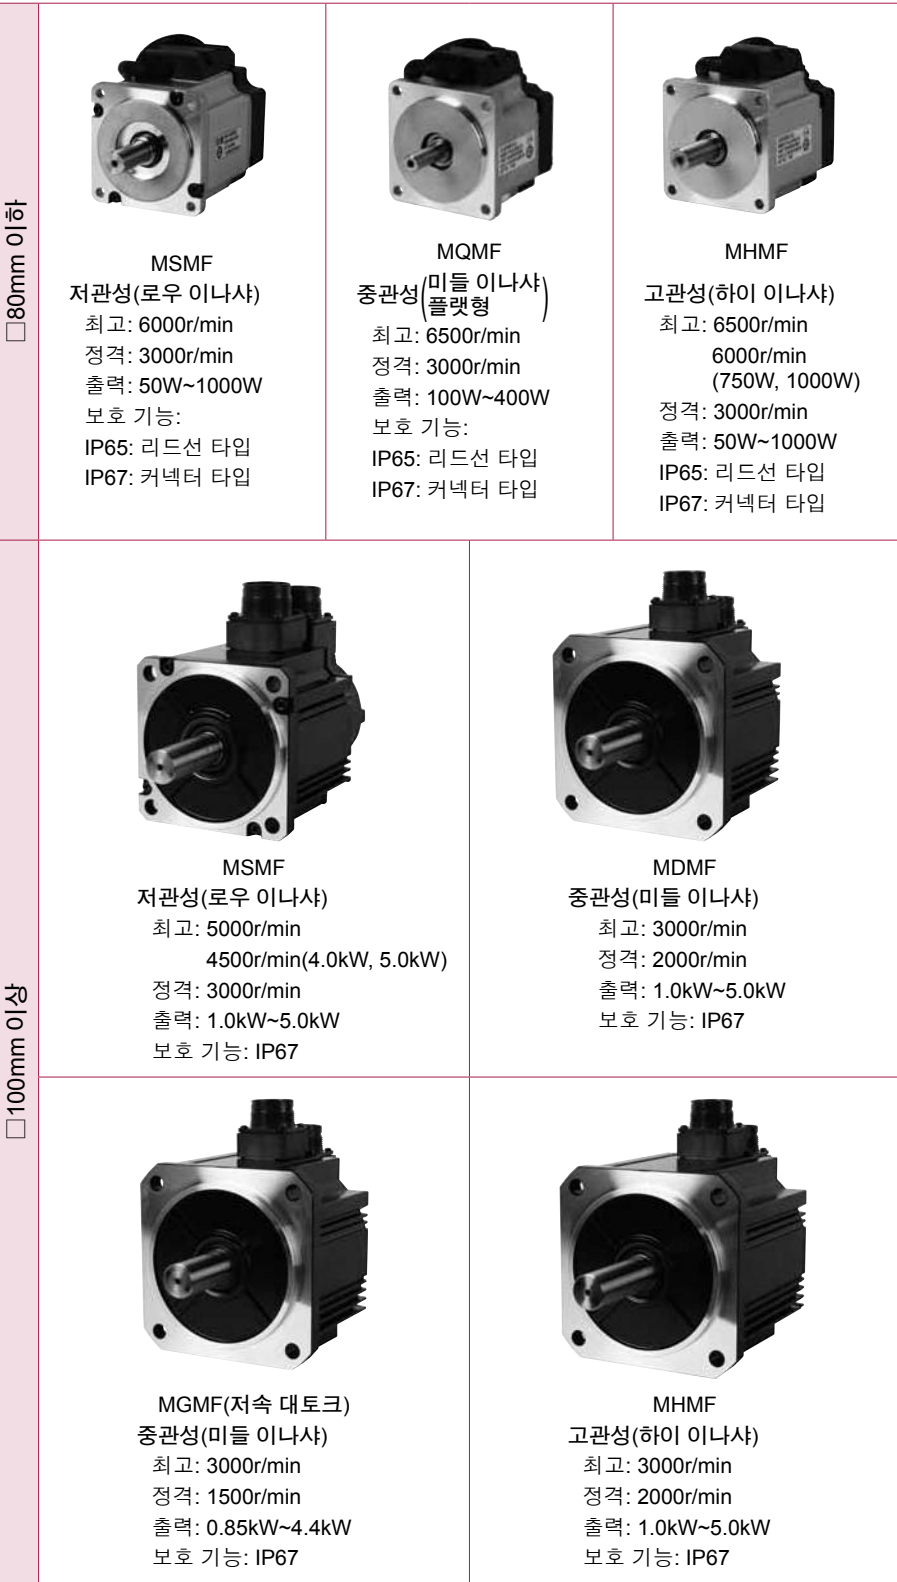 □80mm 이하
MSMF
저관성(로우 이나샤)
최고: 6000r/min
정격: 3000r/min
출력: 50W~1000W
보호 기능:
IP65: 리드선 타입
IP67: 커넥터 타입
MQMF
중관성(미들 이나샤
플랫형)
최고: 6500r/min
정격: 3000r/min
출력: 100W~400W
보호 기능:
IP65: 리드선 타입
IP67: 커넥터 타입
MHMF
고관성(하이 이나샤)
최고: 6500r/min
6000r/min
(750W, 1000W)
정격: 3000r/min
출력: 50W~1000W
IP65: 리드선 타입
IP67: 커넥터 타입
□100mm 이상
MSMF
저관성(로우 이나샤)
최고: 5000r/min
4500r/min(4.0kW, 5.0kW)
정격: 3000r/min
출력: 1.0kW~5.0kW
보호 기능: IP67
MDMF
중관성(미들 이나샤)
최고: 3000r/min
정격: 2000r/min
출력: 1.0kW~5.0kW
보호 기능: IP67
MGMF(저속 대토크)
중관성(미들 이나샤)
최고: 3000r/min
정격: 1500r/min
출력: 0.85kW~4.4kW
보호 기능: IP67
MHMF
고관성(하이 이나샤)
최고: 3000r/min
정격: 2000r/min
출력: 1.0kW~5.0kW
보호 기능: IP67